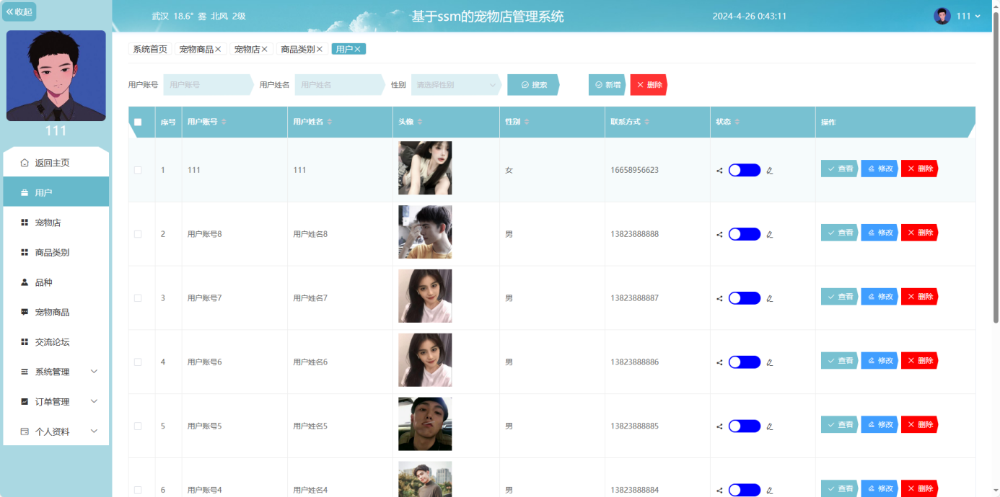 收起
武汉 18.6° 雾 北风 2级
基于ssm的宠物店管理系统
2024-4-26 0:43:11
111
111
返回主页
用户
宠物店
商品类别
品种
宠物商品
交流论坛
系统管理
订单管理
个人资料
系统首页 宠物商品 宠物店 商品类别 用户
用户账号 用户账号 用户姓名 用户姓名 性别 请选择性别 搜索 新增 删除
序号 用户账号 用户姓名 头像 性别 联系方式 状态 操作
1 111 111 女 16658956623 查看 修改 删除
2 用户账号8 用户姓名8 男 13823888888 查看 修改 删除
3 用户账号7 用户姓名7 男 13823888887 查看 修改 删除
4 用户账号6 用户姓名6 男 13823888886 查看 修改 删除
5 用户账号5 用户姓名5 男 13823888885 查看 修改 删除
6 用户账号4 用户姓名4 男 13823888884 查看 修改 删除